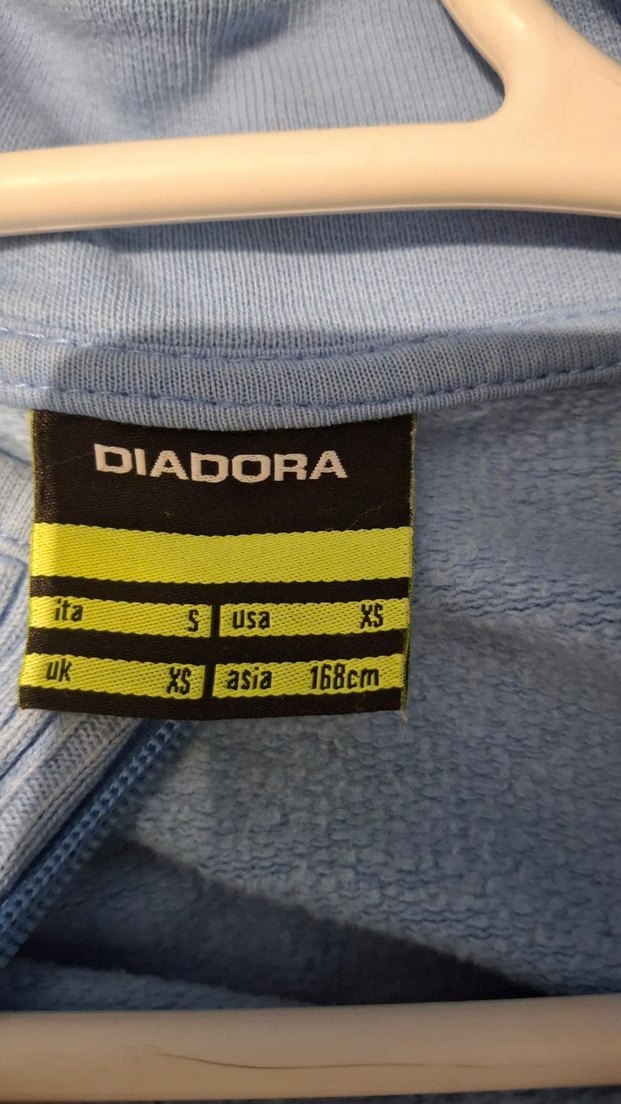 DIADORA
ita S usa XS
uk XS asia 168cm